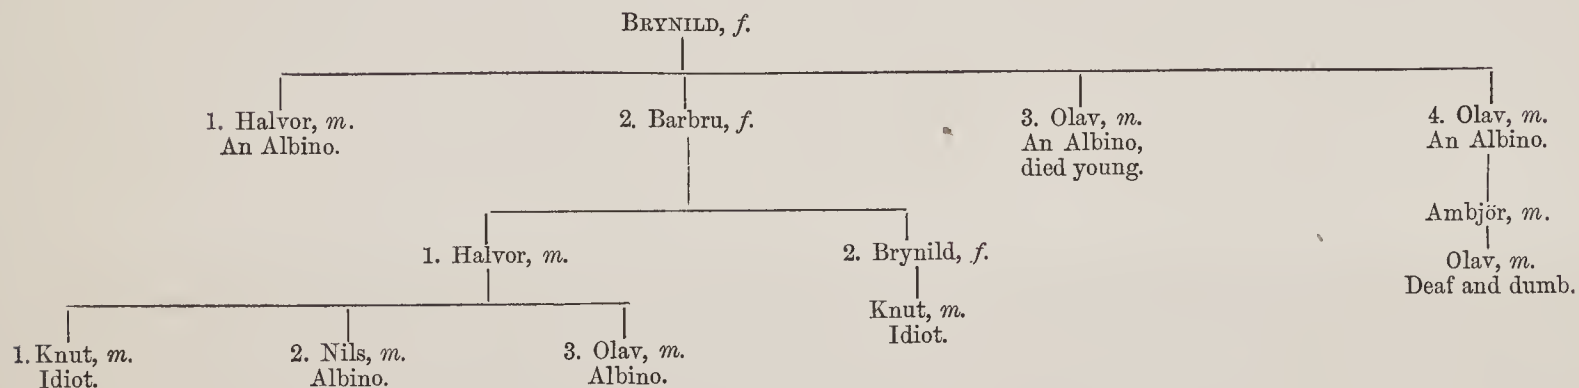 BRYNILD, f.
1. Halvor, m.
An Albino.
2. Barbru, f.
3. Olav, m.
An Albino,
died young.
4. Olav, m.
An Albino.
Ambjör, m.
Olav, m.
Deaf and dumb.
1. Halvor, m.
2. Brynild, f.
Knut, m.
Idiot.
1. Knut, m.
Idiot.
2. Nils, m.
Albino.
3. Olav, m.
Albino.